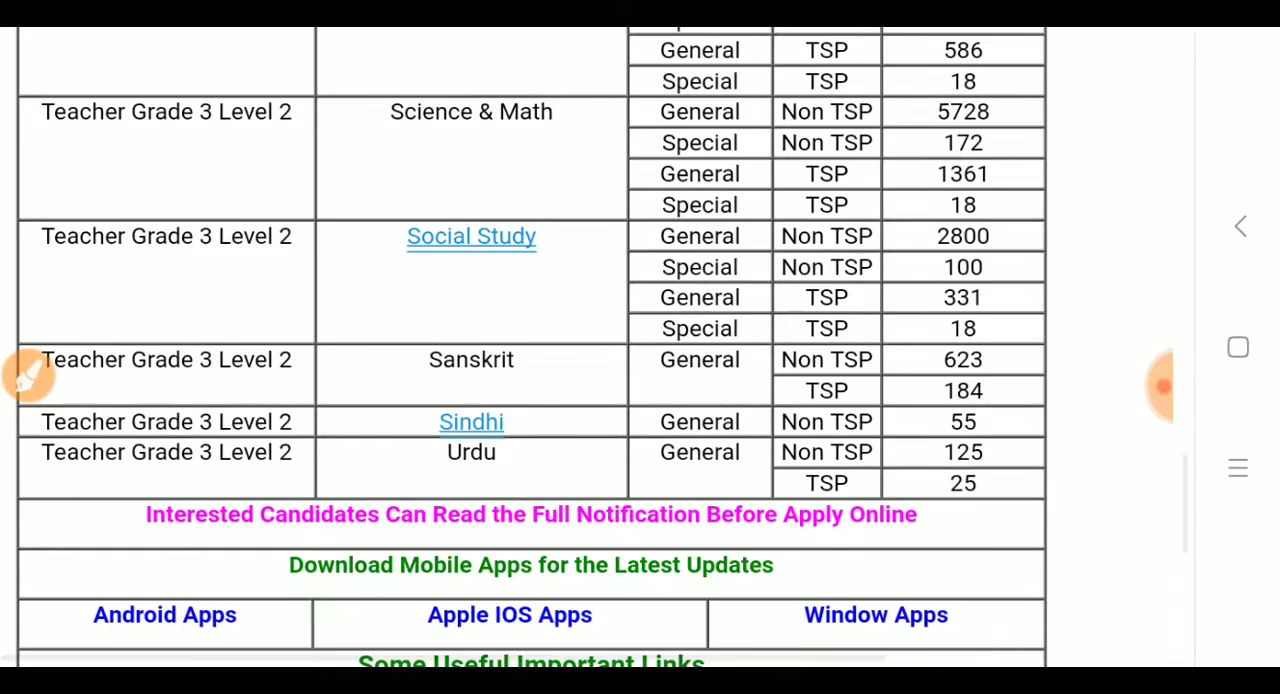 General TSP 586
Special TSP 18
Teacher Grade 3 Level 2 Science & Math General Non TSP 5728
Special Non TSP 172
General TSP 1361
Special TSP 18
Teacher Grade 3 Level 2 Social Study General Non TSP 2800
Special Non TSP 100
General TSP 331
Special TSP 18
Teacher Grade 3 Level 2 Sanskrit General Non TSP 623
TSP 184
Teacher Grade 3 Level 2 Sindhi General Non TSP 55
Teacher Grade 3 Level 2 Urdu General Non TSP 125
TSP 25
Interested Candidates Can Read the Full Notification Before Apply Online
Download Mobile Apps for the Latest Updates
Android Apps Apple IOS Apps Window Apps
Some Useful Important Links